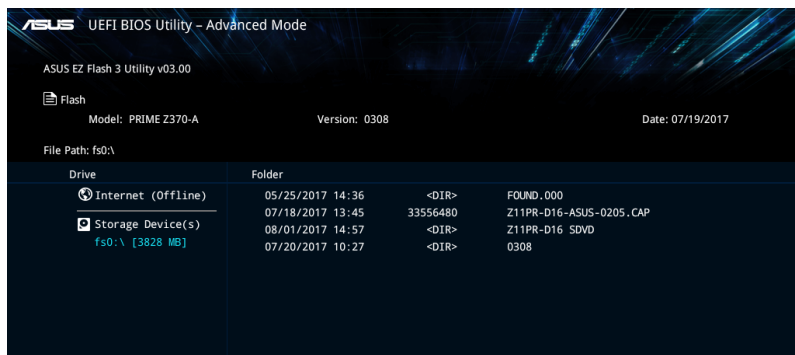 ASUS UEFI BIOS Utility – Advanced Mode
ASUS EZ Flash 3 Utility v03.00
Flash
Model: PRIME Z370-A Version: 0308 Date: 07/19/2017
File Path: fs0:\
Drive Folder
Internet (Offline) 05/25/2017 14:36 <DIR> FOUND.000
07/18/2017 13:45 33556480 Z11PR-D16-ASUS-0205.CAP
Storage Device(s) 08/01/2017 14:57 <DIR> Z11PR-D16 SDVD
fs0:\ [3828 MB] 07/20/2017 10:27 <DIR> 0308